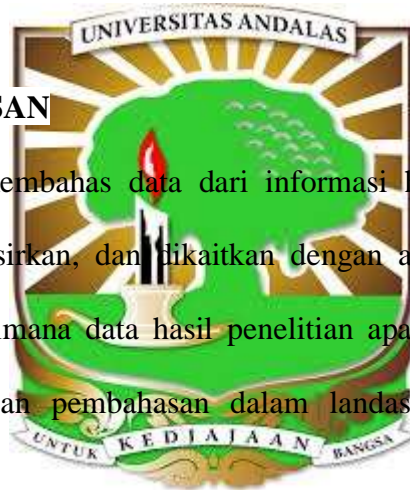 UNIVERSITAS ANDALAS
SAN
embahas data dari informasi
sirkan, dan dikaitkan dengan
mana data hasil penelitian apa
an pembahasan dalam landas
UNTUK KEDJAJAAN BANGSA